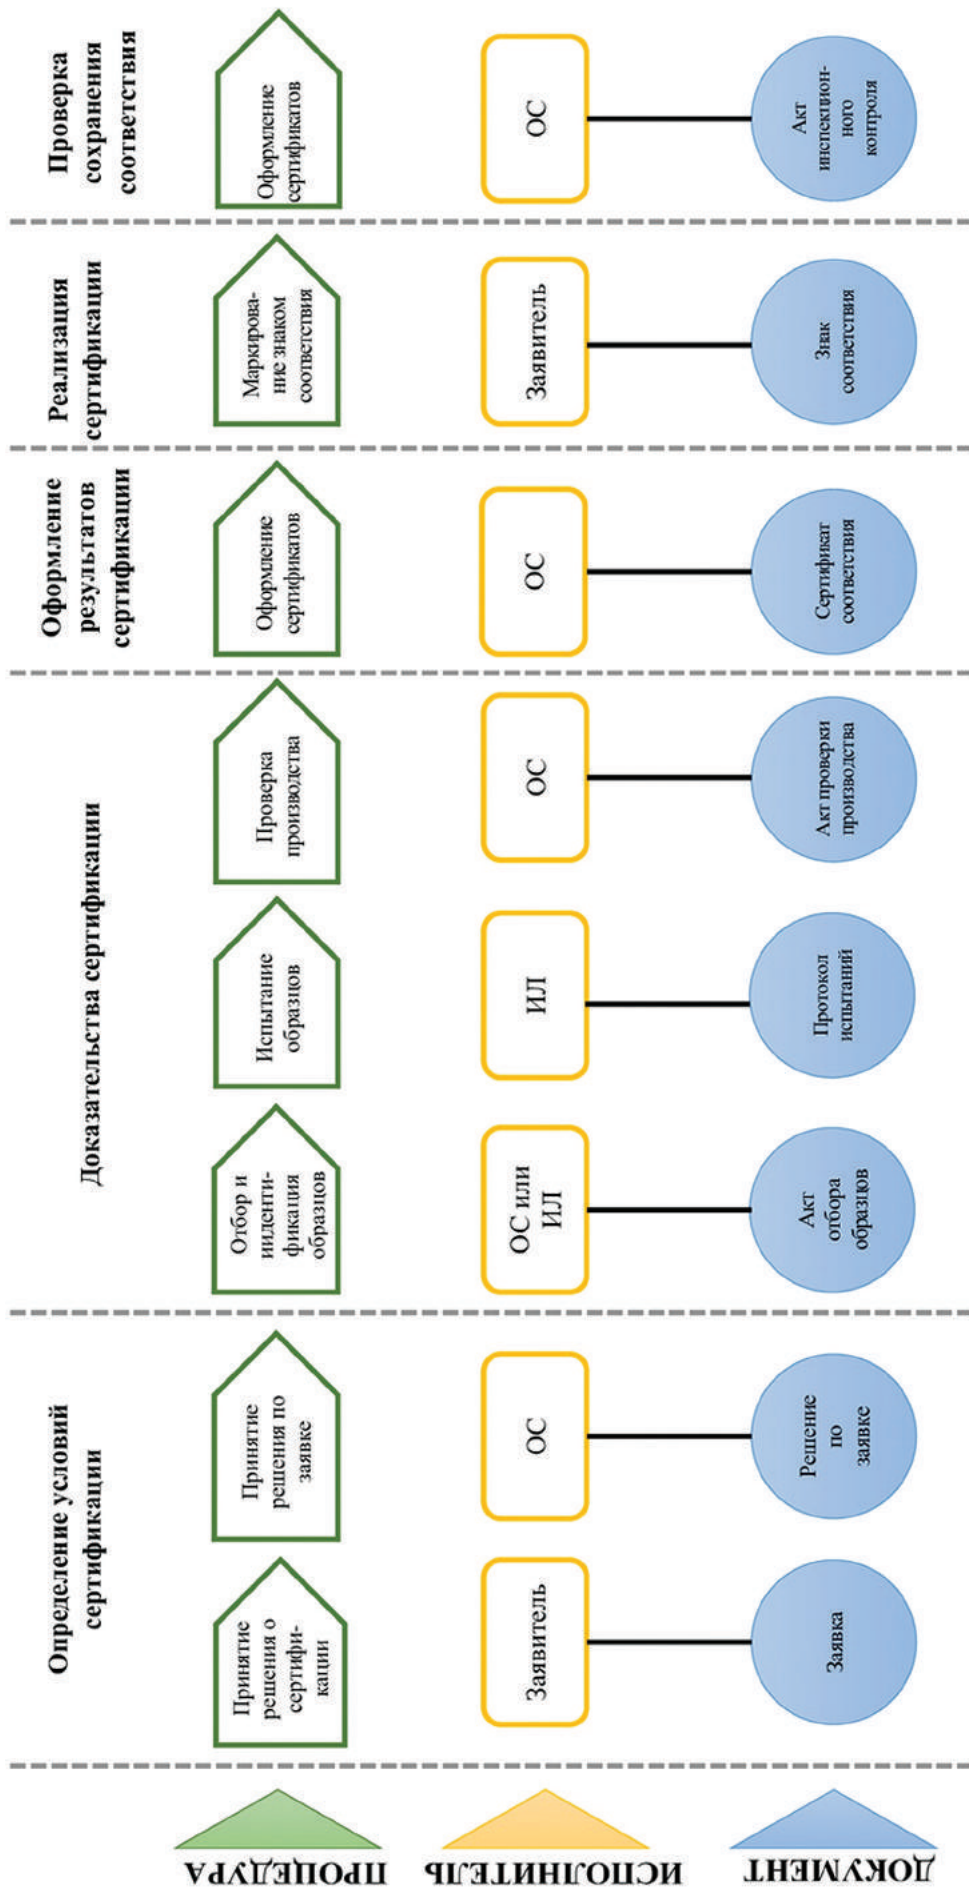 Определение условий
сертификации
Доказательства сертификации
Оформление
результатов
сертификации
Реализация
сертификации
Проверка
сохранения
соответствия
ПРОЦЕДУРА
Принятие
решения о
сертифи-
кации
Принятие
решения по
заявке
Отбор и
ииденти-
фикация
образцов
Испытание
образцов
Проверка
производства
Оформление
сертификатов
Маркирова-
ние знаком
соответствия
Оформление
сертификатов
ИСПОЛНИТЕЛЬ
Заявитель
ОС
ОС или
ИЛ
ИЛ
ОС
ОС
Заявитель
ОС
ДОКУМЕНТ
Заявка
Решение
по
заявке
Акт
отбора
образцов
Протокол
испытаний
Акт проверки
производства
Сертификат
соответствия
Знак
соответствия
Акт
инспекцион-
ного
контроля